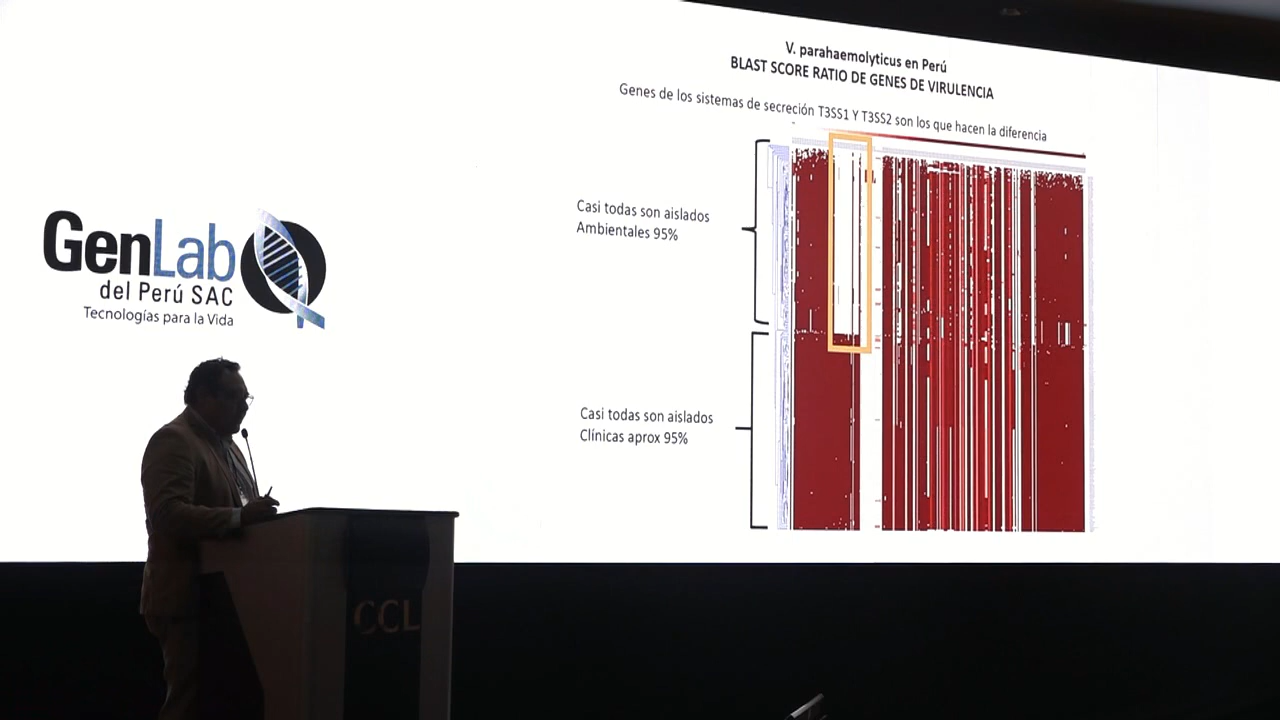 V. parahaemolyticus en Perú
BLAST SCORE RATIO DE GENES DE VIRULENCIA
Genes de los sistemas de secreción T3SS1 Y T3SS2 son los que hacen la diferencia
Casi todas son aislados
Ambientales 95%
Casi todas son aislados
Clínicas aprox 95%
GenLab
del Perú SAC
Tecnologías para la Vida
CCL